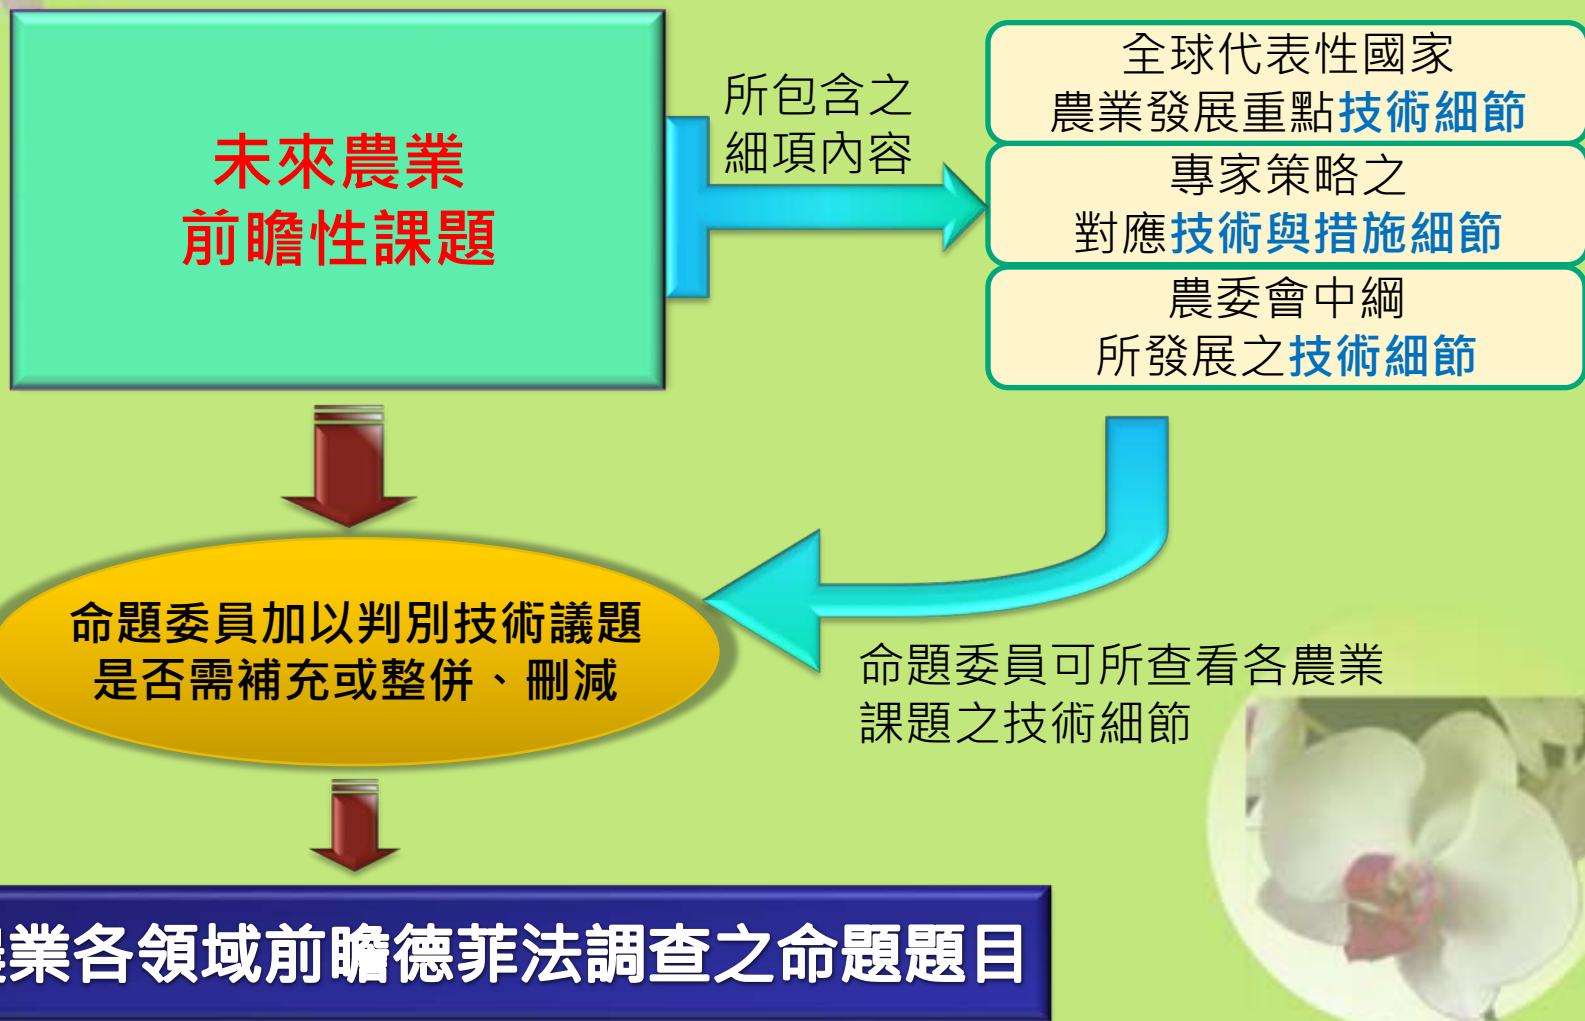 未來農業
前瞻性課題
所包含之
細項內容
全球代表性國家
農業發展重點技術細節
專家策略之
對應技術與措施細節
農委會中綱
所發展之技術細節
命題委員加以判別技術議題
是否需補充或整併、刪減
命題委員可所查看各農業
課題之技術細節
農業各領域前瞻德菲法調查之命題題目